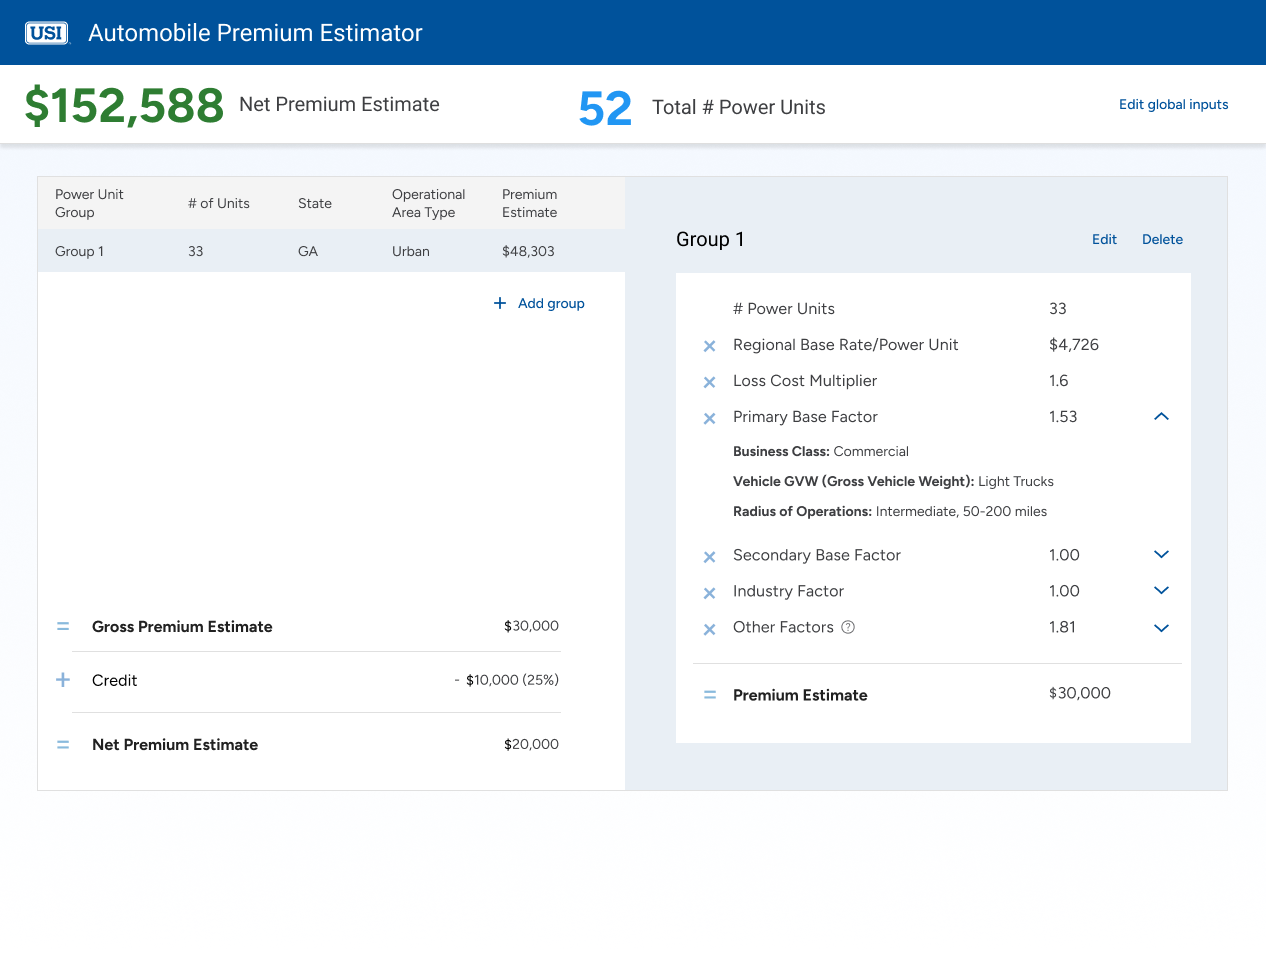 USI Automobile Premium Estimator
$152,588 Net Premium Estimate
52 Total # Power Units
Edit global inputs
Power Unit Group
# of Units
State
Operational Area Type
Premium Estimate
Group 1 33 GA Urban $48,303
+ Add group
= Gross Premium Estimate $30,000
+ Credit - $10,000 (25%)
= Net Premium Estimate $20,000
Group 1 Edit Delete
# Power Units 33
× Regional Base Rate/Power Unit $4,726
× Loss Cost Multiplier 1.6
× Primary Base Factor 1.53
Business Class: Commercial
Vehicle GVW (Gross Vehicle Weight): Light Trucks
Radius of Operations: Intermediate, 50-200 miles
× Secondary Base Factor 1.00
× Industry Factor 1.00
× Other Factors ? 1.81
= Premium Estimate $30,000